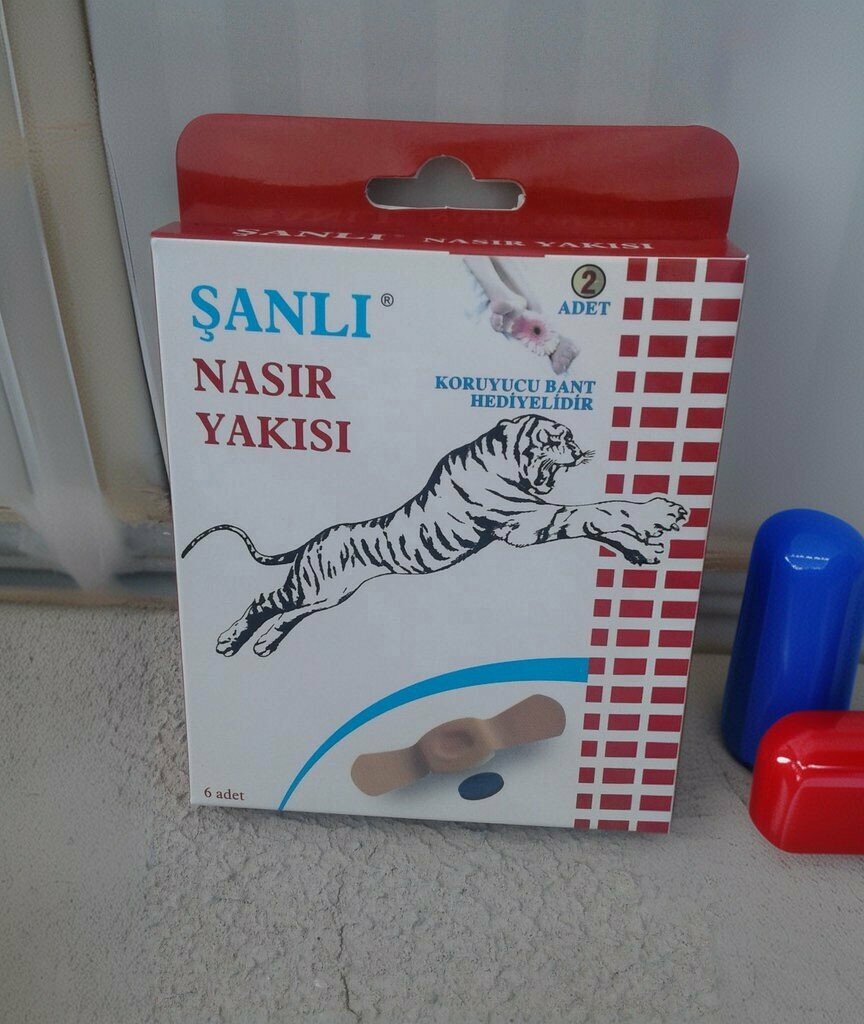 ŞANLI® NASIR YAKISI
ŞANLI®
NASIR
YAKISI
2
ADET
KORUYUCU BANT
HEDİYELİDİR
6 adet